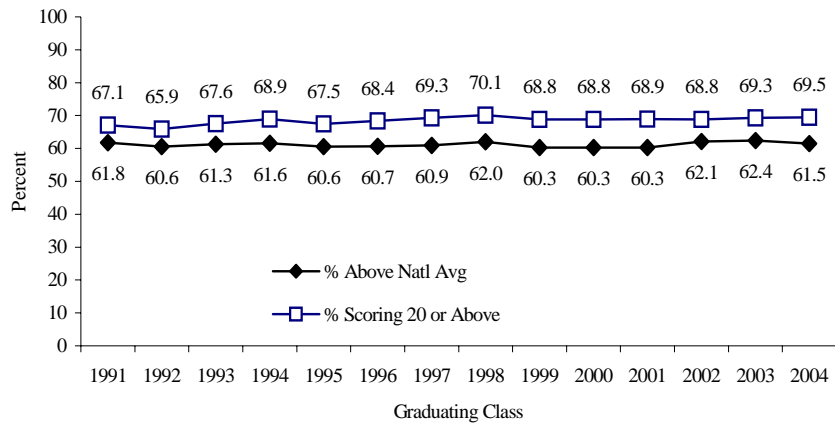 100
90
80
70
60
50
40
30
20
10
0
Percent
67.1 65.9 67.6 68.9 67.5 68.4 69.3 70.1 68.8 68.8 68.9 68.8 69.3 69.5
61.8 60.6 61.3 61.6 60.6 60.7 60.9 62.0 60.3 60.3 60.3 62.1 62.4 61.5
% Above Natl Avg
% Scoring 20 or Above
1991 1992 1993 1994 1995 1996 1997 1998 1999 2000 2001 2002 2003 2004
Graduating Class